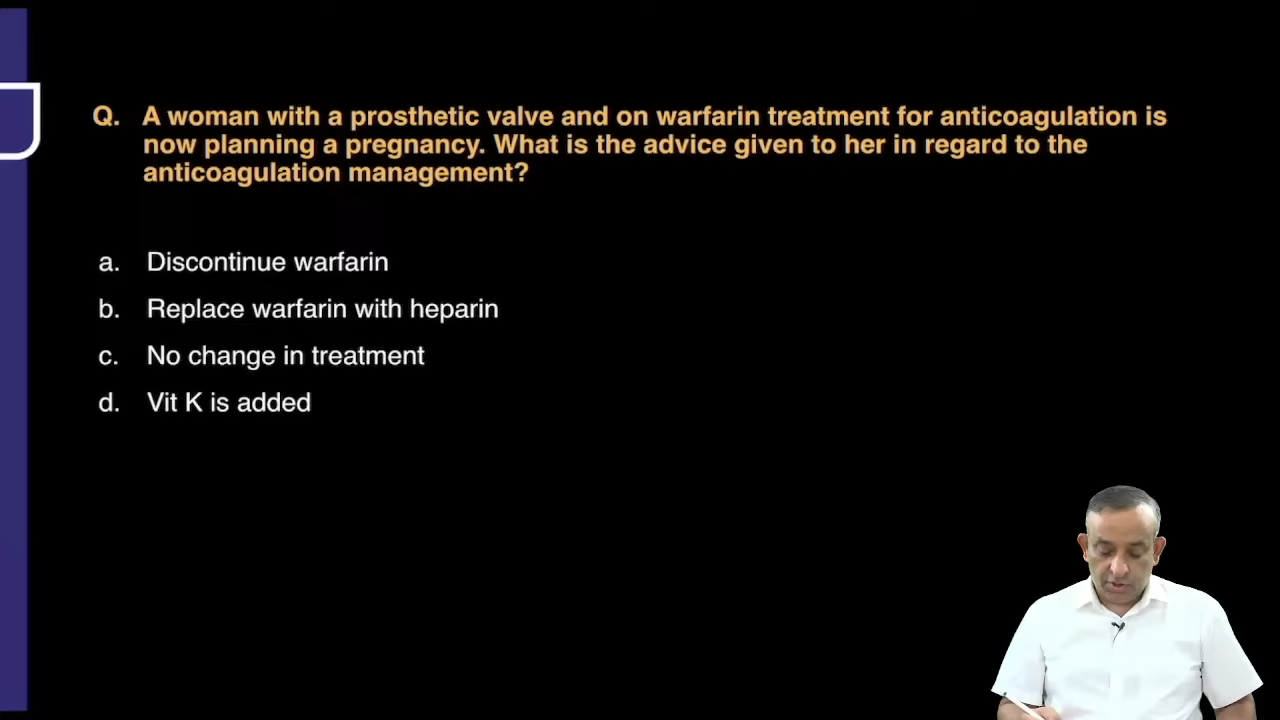 Q. A woman with a prosthetic valve and on warfarin treatment for anticoagulation is
now planning a pregnancy. What is the advice given to her in regard to the
anticoagulation management?
a. Discontinue warfarin
b. Replace warfarin with heparin
c. No change in treatment
d. Vit K is added